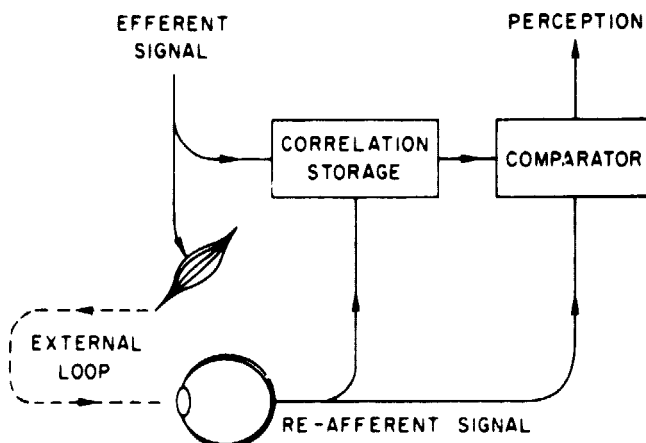 EFFERENT
SIGNAL
PERCEPTION
CORRELATION
STORAGE
COMPARATOR
EXTERNAL
LOOP
RE-AFFERENT SIGNAL